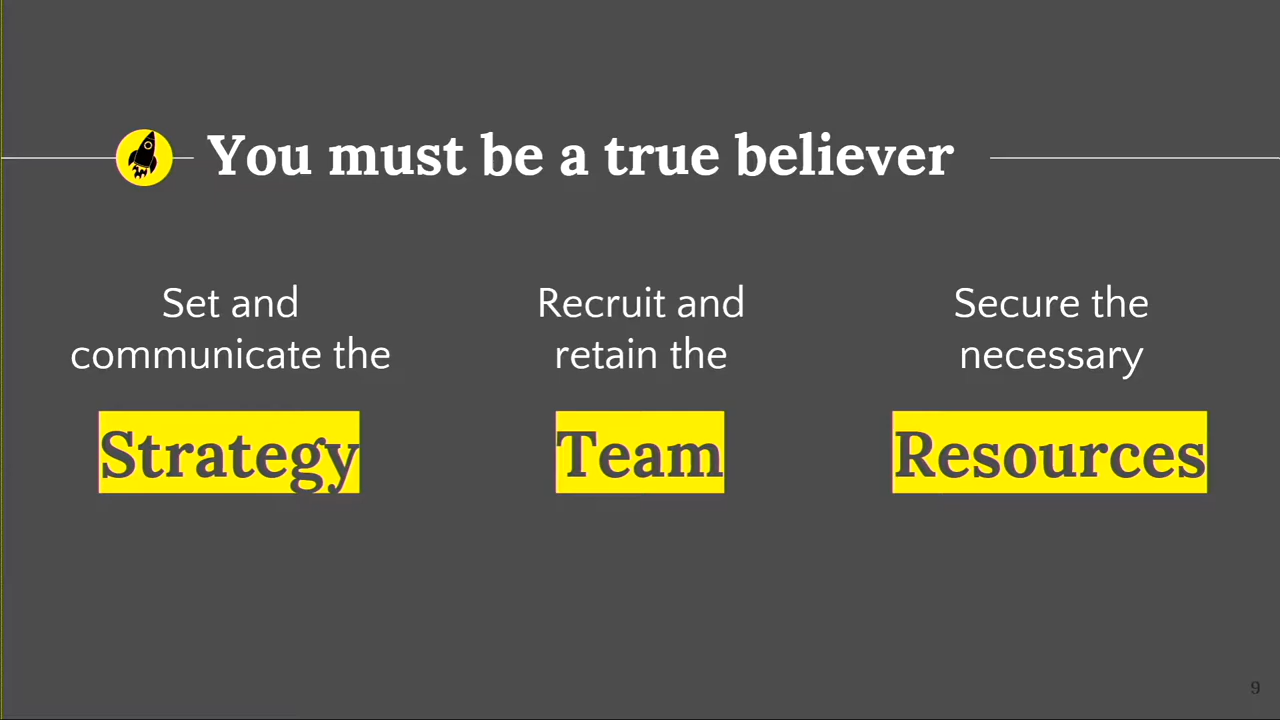 You must be a true believer
Set and
communicate the
Strategy
Recruit and
retain the
Team
Secure the
necessary
Resources
9